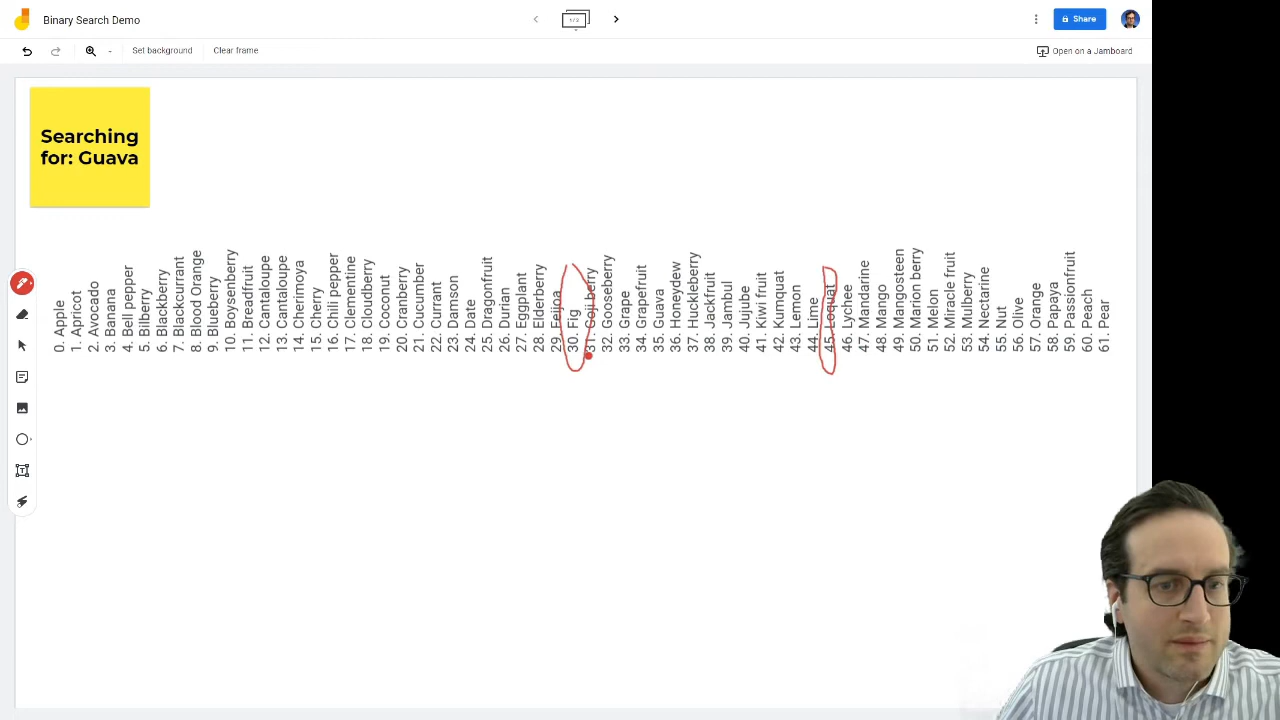 Binary Search Demo
1 / 2
Share
Set background
Clear frame
Open on a Jamboard
Searching
for: Guava
0. Apple
1. Apricot
2. Avocado
3. Banana
4. Bell pepper
5. Bilberry
6. Blackberry
7. Blackcurrant
8. Blood Orange
9. Blueberry
10. Boysenberry
11. Breadfruit
12. Cantaloupe
13. Cantaloupe
14. Cherimoya
15. Cherry
16. Chili pepper
17. Clementine
18. Cloudberry
19. Coconut
20. Cranberry
21. Cucumber
22. Currant
23. Damson
24. Date
25. Dragonfruit
26. Durian
27. Eggplant
28. Elderberry
29. Feijoa
30. Fig
31. Goji berry
32. Gooseberry
33. Grape
34. Grapefruit
35. Guava
36. Honeydew
37. Huckleberry
38. Jackfruit
39. Jambul
40. Jujube
41. Kiwi fruit
42. Kumquat
43. Lemon
44. Lime
45. Loquat
46. Lychee
47. Mandarine
48. Mango
49. Mangosteen
50. Marion berry
51. Melon
52. Miracle fruit
53. Mulberry
54. Nectarine
55. Nut
56. Olive
57. Orange
58. Papaya
59. Passionfruit
60. Peach
61. Pear